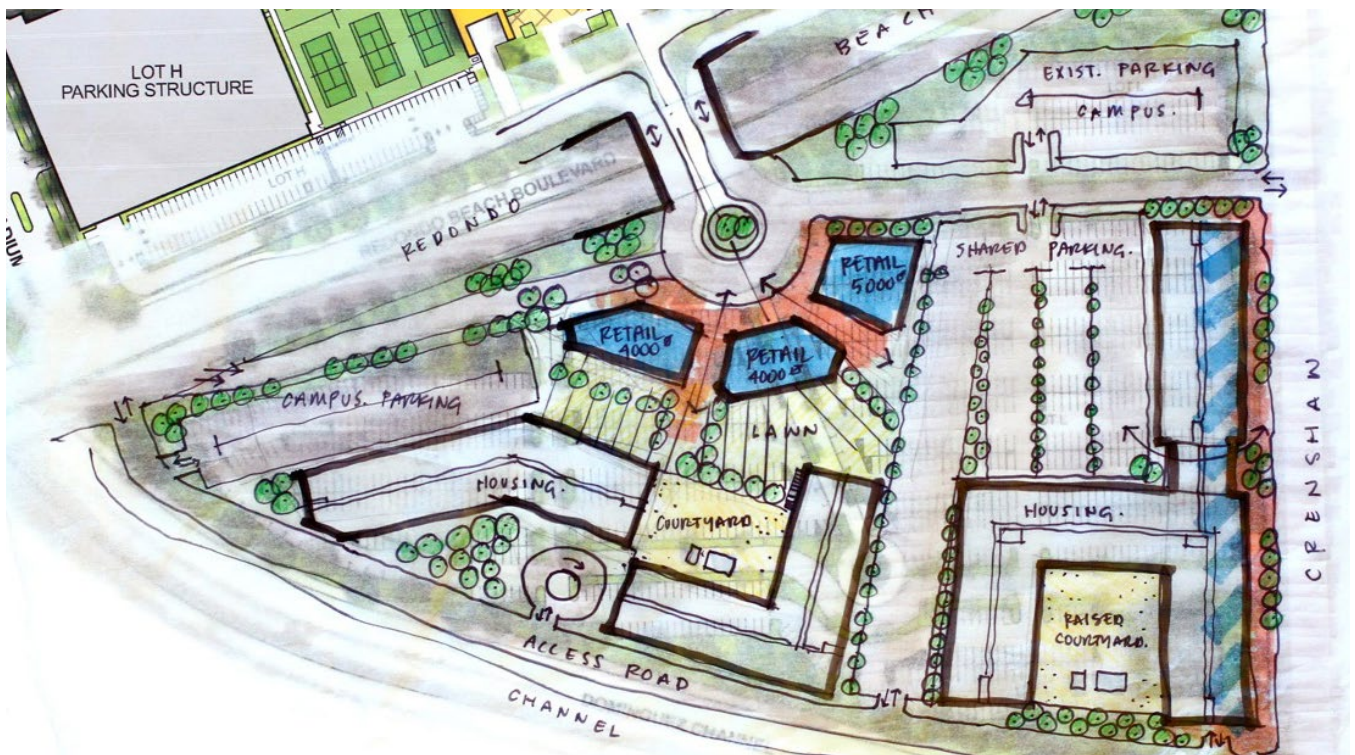 LOT H
PARKING STRUCTURE
BEAC
EXIST. PARKING
CAMPUS.
LOT H
REDONDO BEACH BOULEVARD
REDONDO
SHARED PARKING.
RETAIL
5000
RETAIL
4000
RETAIL
4000
CAMPUS. PARKING
LAWN
HOUSING.
COURTYARD
HOUSING.
CRENSHAW
RAISED
COURTYARD.
ACCESS ROAD
CHANNEL
DOMINGUEZ CHANNEL